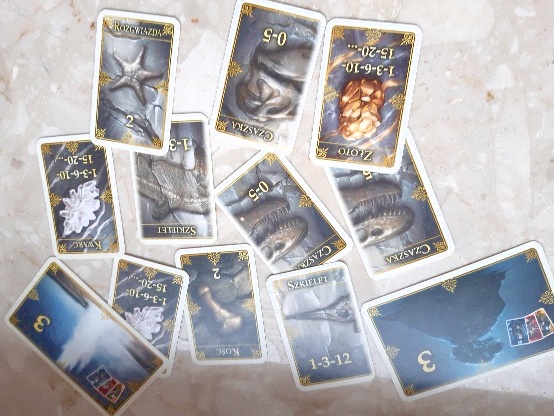 ROZGWIAZDA
2
0-5
CZASZKA
1-3-6-10-
15-20-...
ZŁOTO
1-3-6-10-
15-20-...
KWARC
1-3-
SZKIELET
0-5
CZASZKA
CZASZKA
3
1-3-6-10-
15-20-...
2
KOŚĆ
SZKIELET
1-3-12
3